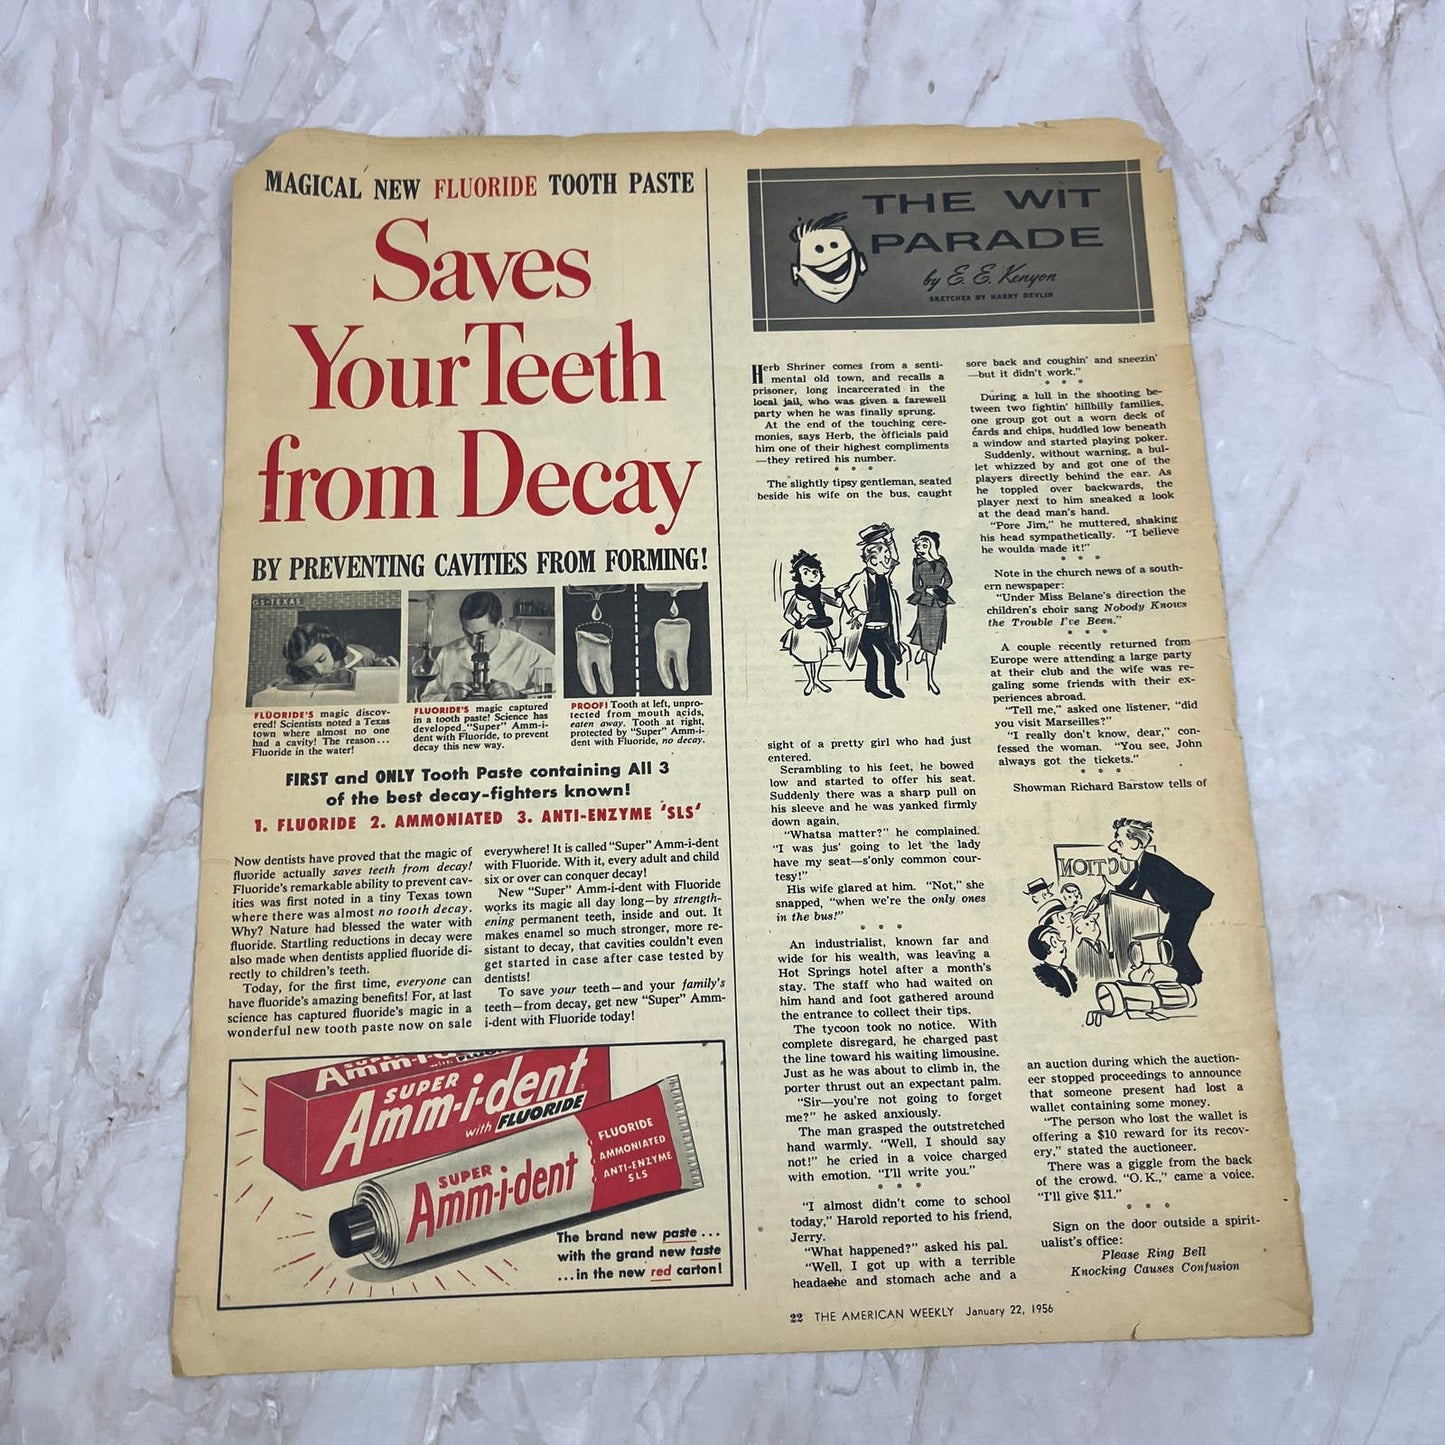 MAGICAL NEW FLUORIDE TOOTH PASTE
Saves
Your Teeth
from Decay
BY PREVENTING CAVITIES FROM FORMING!
GS-TEXAS
FLUORIDE'S magic discov-
ered! Scientists noted a Texas
town where almost no one
had a cavity! The reason...
Fluoride in the water!
FLUORIDE'S magic captured
in a tooth paste! Science has
developed "Super" Amm-i-
dent with Fluoride, to prevent
decay this new way.
PROOF! Tooth at left, unpro-
tected from mouth acids,
eaten away. Tooth at right,
protected by "Super" Amm-i-
dent with Fluoride, no decay.
FIRST and ONLY Tooth Paste containing All 3
of the best decay-fighters known!
1. FLUORIDE 2. AMMONIATED 3. ANTI-ENZYME 'SLS'
Now dentists have proved that the magic of
fluoride actually saves teeth from decay!
Fluoride's remarkable ability to prevent cav-
ities was first noted in a tiny Texas town
where there was almost no tooth decay.
Why? Nature had blessed the water with
fluoride. Startling reductions in decay were
also made when dentists applied fluoride di-
rectly to children's teeth.
Today, for the first time, everyone can
have fluoride's amazing benefits! For, at last
science has captured fluoride's magic in a
wonderful new tooth paste now on sale
everywhere! It is called "Super" Amm-i-dent
with Fluoride. With it, every adult and child
six or over can conquer decay!
New "Super" Amm-i-dent with Fluoride
works its magic all day long—by strength-
ening permanent teeth, inside and out. It
makes enamel so much stronger, more re-
sistant to decay, that cavities couldn't even
get started in case after case tested by
dentists!
To save your teeth—and your family's
teeth—from decay, get new "Super" Amm-
i-dent with Fluoride today!
SUPER
Amm-i-dent
with FLUORIDE
SUPER
Amm-i-dent
FLUORIDE
AMMONIATED
ANTI-ENZYME
SLS
The brand new paste...
with the grand new taste
...in the new red carton!
THE WIT
PARADE
by E. E. Kenyon
SKETCHES BY HARRY DEVLIN
Herb Shriner comes from a senti-
mental old town, and recalls a
prisoner, long incarcerated in the
local jail, who was given a farewell
party when he was finally sprung.
At the end of the touching cere-
monies, says Herb, the officials paid
him one of their highest compliments
—they retired his number.
* * *
The slightly tipsy gentleman, seated
beside his wife on the bus, caught
sight of a pretty girl who had just
entered.
Scrambling to his feet, he bowed
low and started to offer his seat.
Suddenly there was a sharp pull on
his sleeve and he was yanked firmly
down again.
"Whatsa matter?" he complained.
"I was jus' going to let the lady
have my seat—s'only common cour-
tesy!"
His wife glared at him. "Not," she
snapped, "when we're the only ones
in the bus!"
* * *
An industrialist, known far and
wide for his wealth, was leaving a
Hot Springs hotel after a month's
stay. The staff who had waited on
him hand and foot gathered around
the entrance to collect their tips.
The tycoon took no notice. With
complete disregard, he charged past
the line toward his waiting limousine.
Just as he was about to climb in, the
porter thrust out an expectant palm.
"Sir—you're not going to forget
me?" he asked anxiously.
The man grasped the outstretched
hand warmly. "Well, I should say
not!" he cried in a voice charged
with emotion. "I'll write you."
* * *
"I almost didn't come to school
today," Harold reported to his friend,
Jerry.
"What happened?" asked his pal.
"Well, I got up with a terrible
headache and stomach ache and a
sore back and coughin' and sneezin'
—but it didn't work."
* * *
During a lull in the shooting be-
tween two fightin' hillbilly families,
one group got out a worn deck of
cards and chips, huddled low beneath
a window and started playing poker.
Suddenly, without warning, a bul-
let whizzed by and got one of the
players directly behind the ear. As
he toppled over backwards, the
player next to him sneaked a look
at the dead man's hand.
"Pore Jim," he muttered, shaking
his head sympathetically. "I believe
he woulda made it!"
* * *
Note in the church news of a south-
ern newspaper:
"Under Miss Belane's direction the
children's choir sang Nobody Knows
the Trouble I've Been."
* * *
A couple recently returned from
Europe were attending a large party
at their club and the wife was re-
galing some friends with their ex-
periences abroad.
"Tell me," asked one listener, "did
you visit Marseilles?"
"I really don't know, dear," con-
fessed the woman. "You see, John
always got the tickets."
* * *
Showman Richard Barstow tells of
an auction during which the auction-
eer stopped proceedings to announce
that someone present had lost a
wallet containing some money.
"The person who lost the wallet is
offering a $10 reward for its recov-
ery," stated the auctioneer.
There was a giggle from the back
of the crowd. "O. K.," came a voice.
"I'll give $11."
* * *
Sign on the door outside a spirit-
ualist's office:
Please Ring Bell
Knocking Causes Confusion
22 THE AMERICAN WEEKLY January 22, 1956